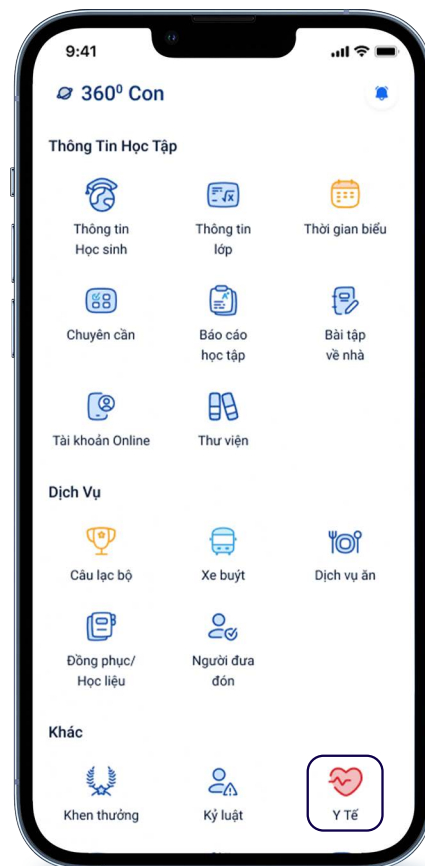 9:41
360⁰ Con
Thông Tin Học Tập
Thông tin
Học sinh
Thông tin
lớp
Thời gian biểu
Chuyên cần
Báo cáo
học tập
Bài tập
về nhà
Tài khoản Online
Thư viện
Dịch Vụ
Câu lạc bộ
Xe buýt
Dịch vụ ăn
Đồng phục/
Học liệu
Người đưa
đón
Khác
Khen thưởng
Kỷ luật
Y Tế